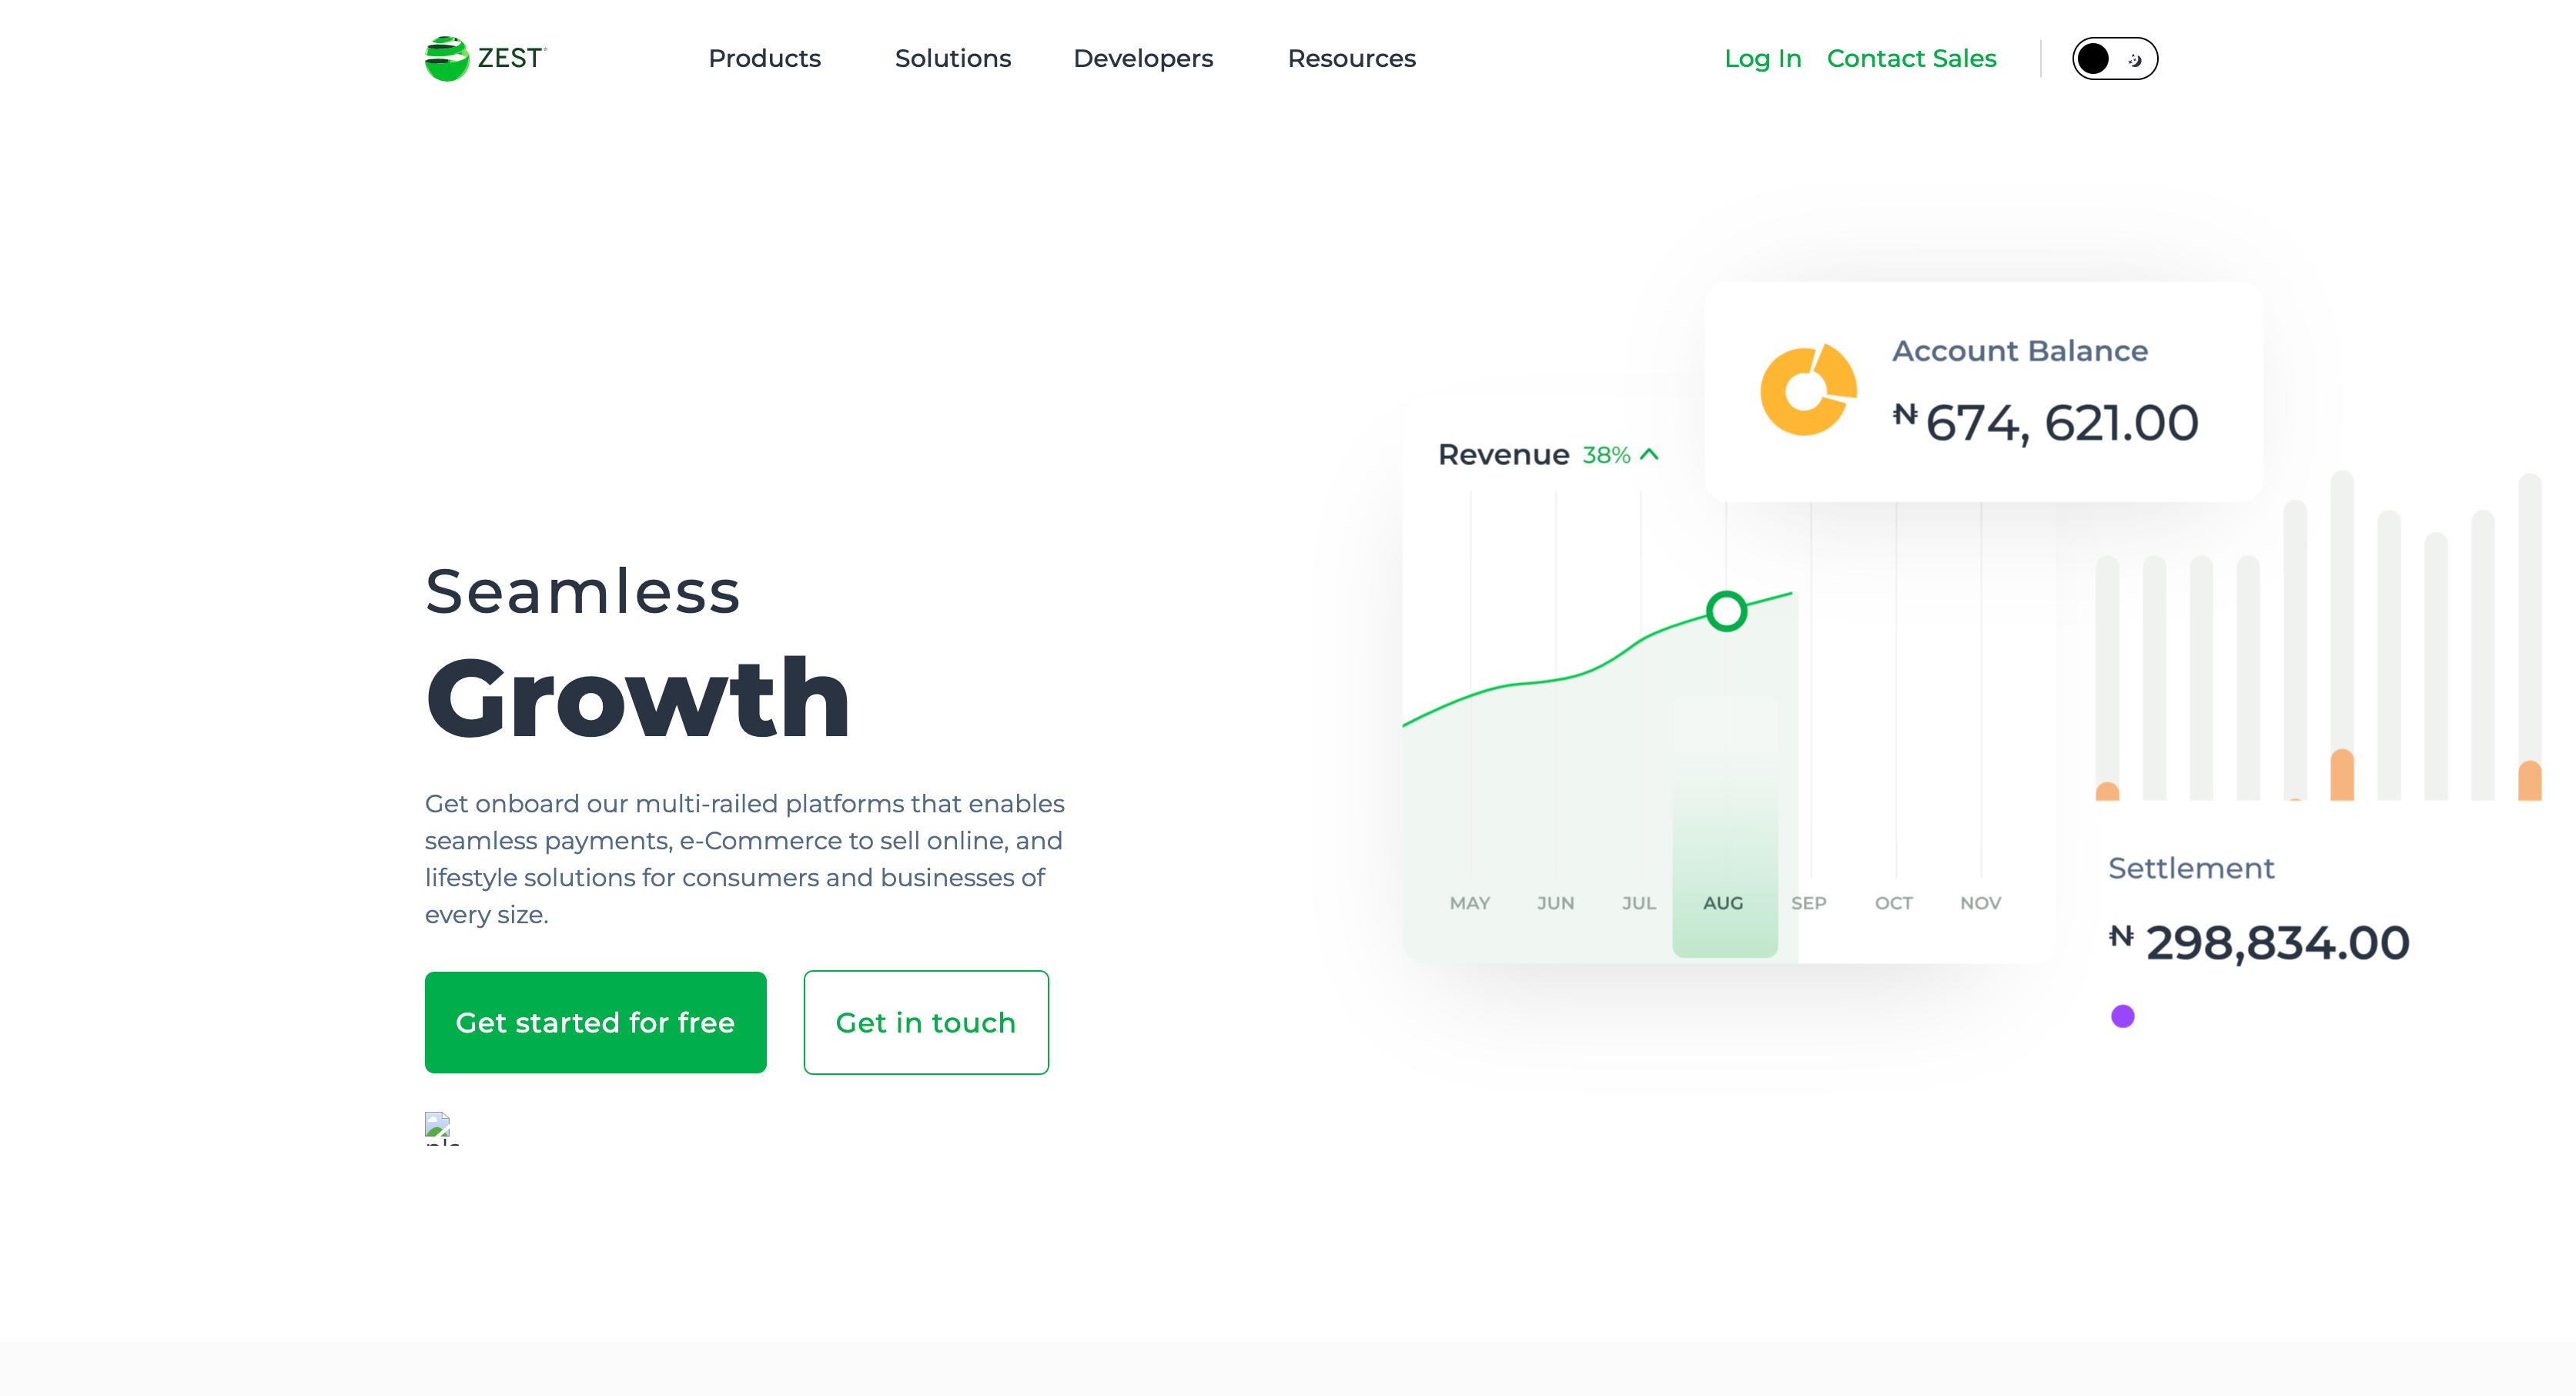 ZEST
Products
Solutions
Developers
Resources
Log In
Contact Sales
Account Balance
₦ 674, 621.00
Revenue 38%
MAY JUN JUL AUG SEP OCT NOV
Settlement
₦ 298,834.00
Seamless
Growth
Get onboard our multi-railed platforms that enables
seamless payments, e-Commerce to sell online, and
lifestyle solutions for consumers and businesses of
every size.
Get started for free
Get in touch